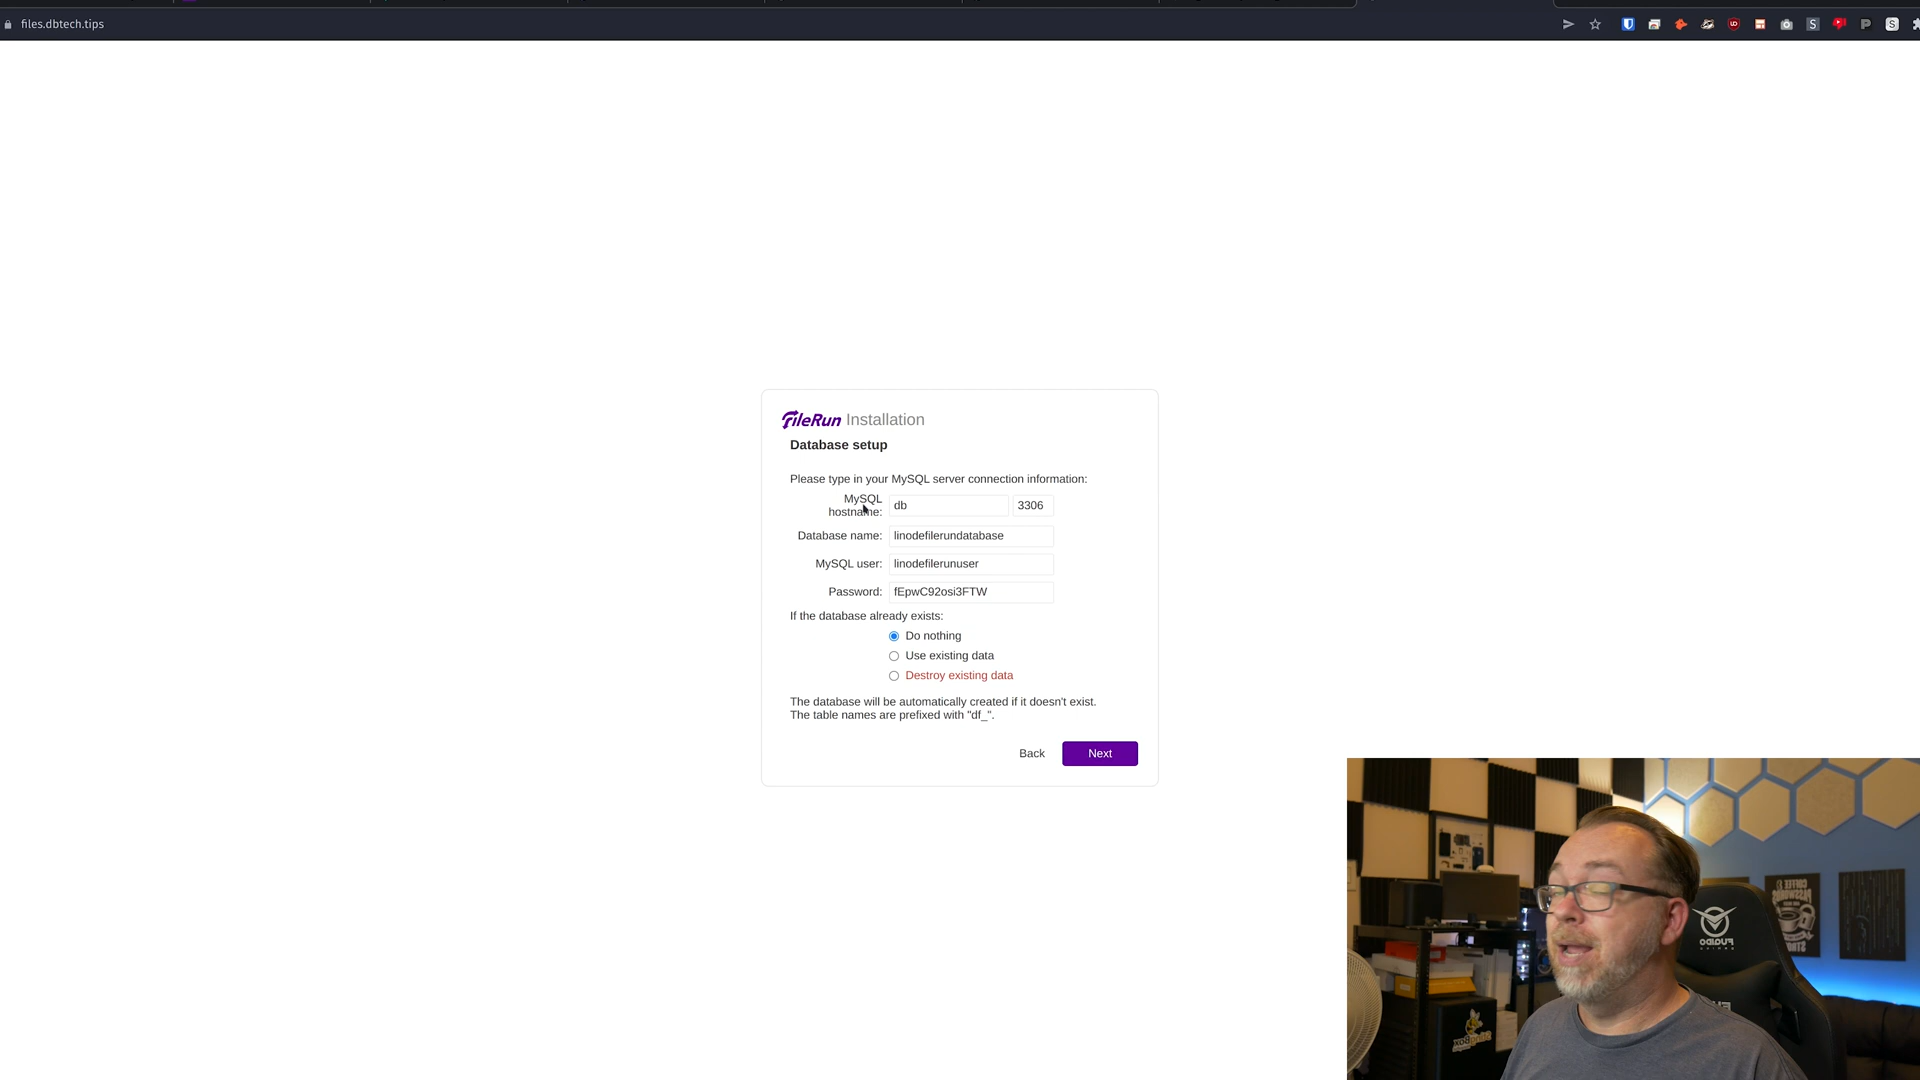 files.dbtech.tips
FileRun Installation
Database setup
Please type in your MySQL server connection information:
MySQL
hostname:
db
3306
Database name:
linodefilerundatabase
MySQL user:
linodefilerunuser
Password:
fEpwC92osi3FTW
If the database already exists:
Do nothing
Use existing data
Destroy existing data
The database will be automatically created if it doesn't exist.
The table names are prefixed with "df_".
Back
Next